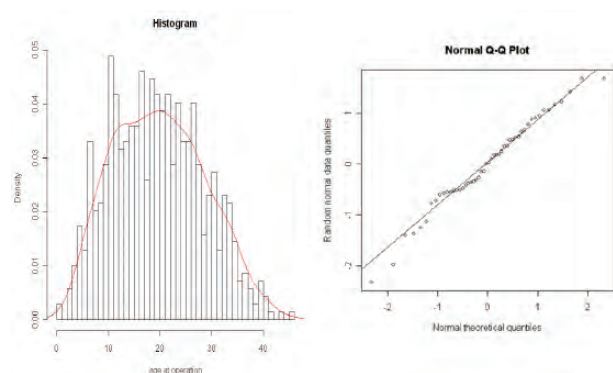 Histogram
Density
0.00
0.01
0.02
0.03
0.04
0.05
0 10 20 30 40
age at operation
Normal Q-Q Plot
Random normal data quantiles
-2
-1
-0
1
-2 -1 0 1 2
Normal theoretical quantiles